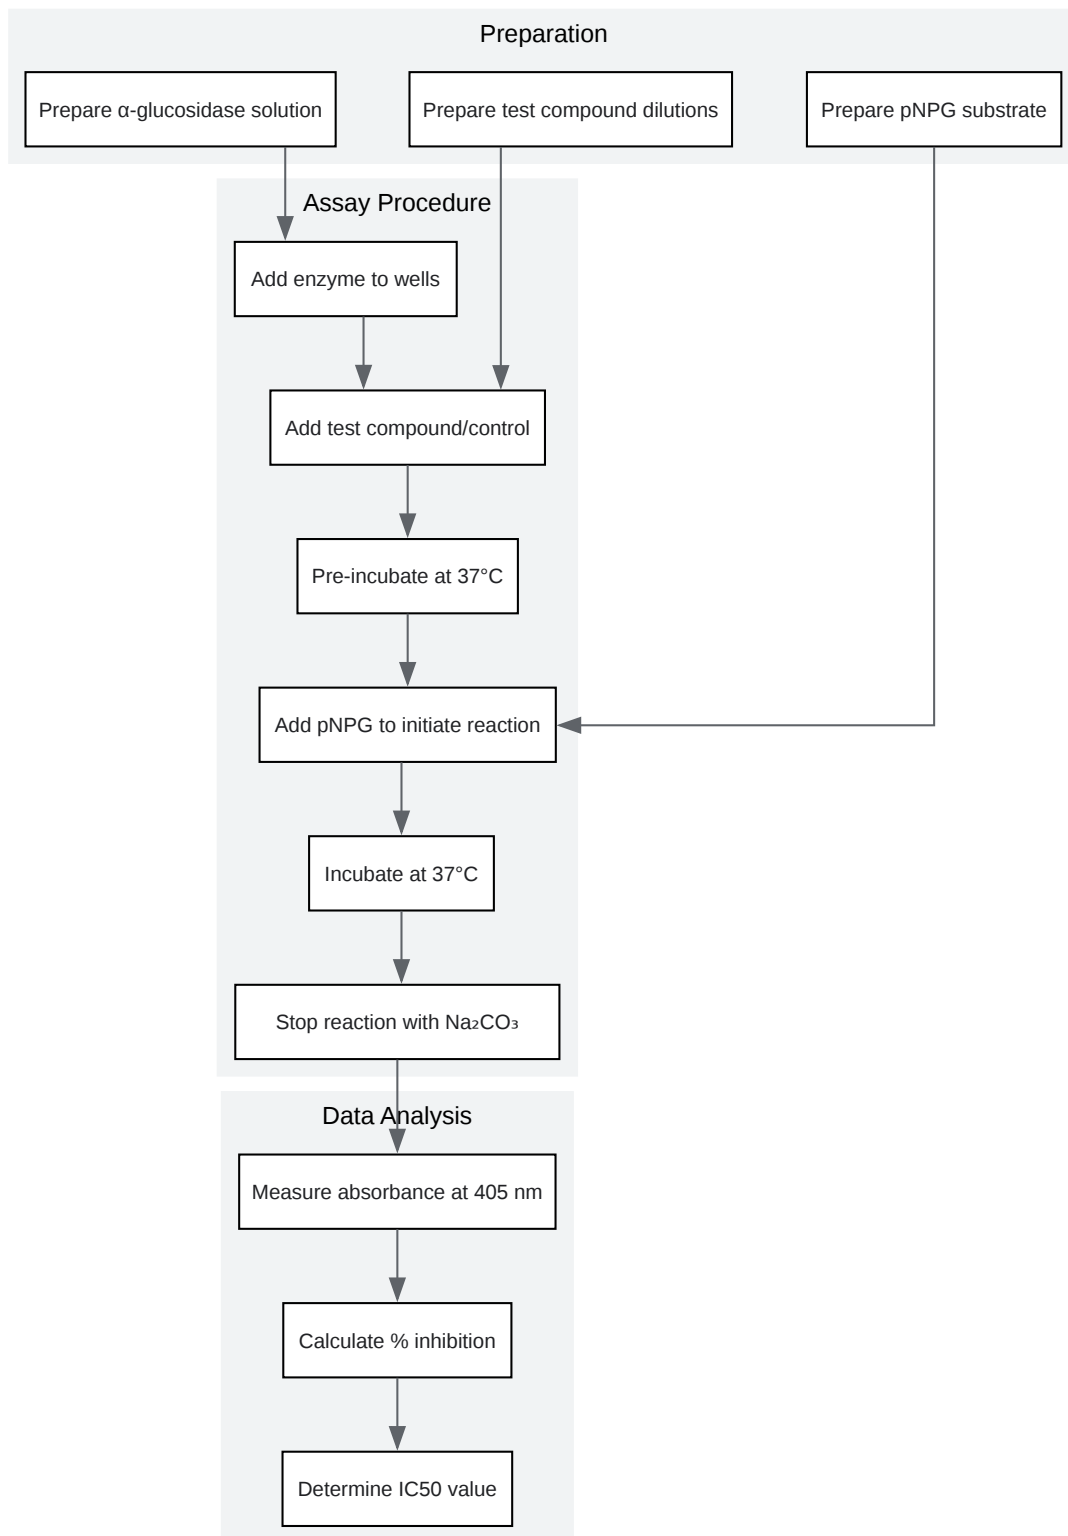 Preparation
Prepare α-glucosidase solution
Prepare test compound dilutions
Prepare pNPG substrate
Assay Procedure
Add enzyme to wells
Add test compound/control
Pre-incubate at 37°C
Add pNPG to initiate reaction
Incubate at 37°C
Stop reaction with Na₂CO₃
Data Analysis
Measure absorbance at 405 nm
Calculate % inhibition
Determine IC50 value